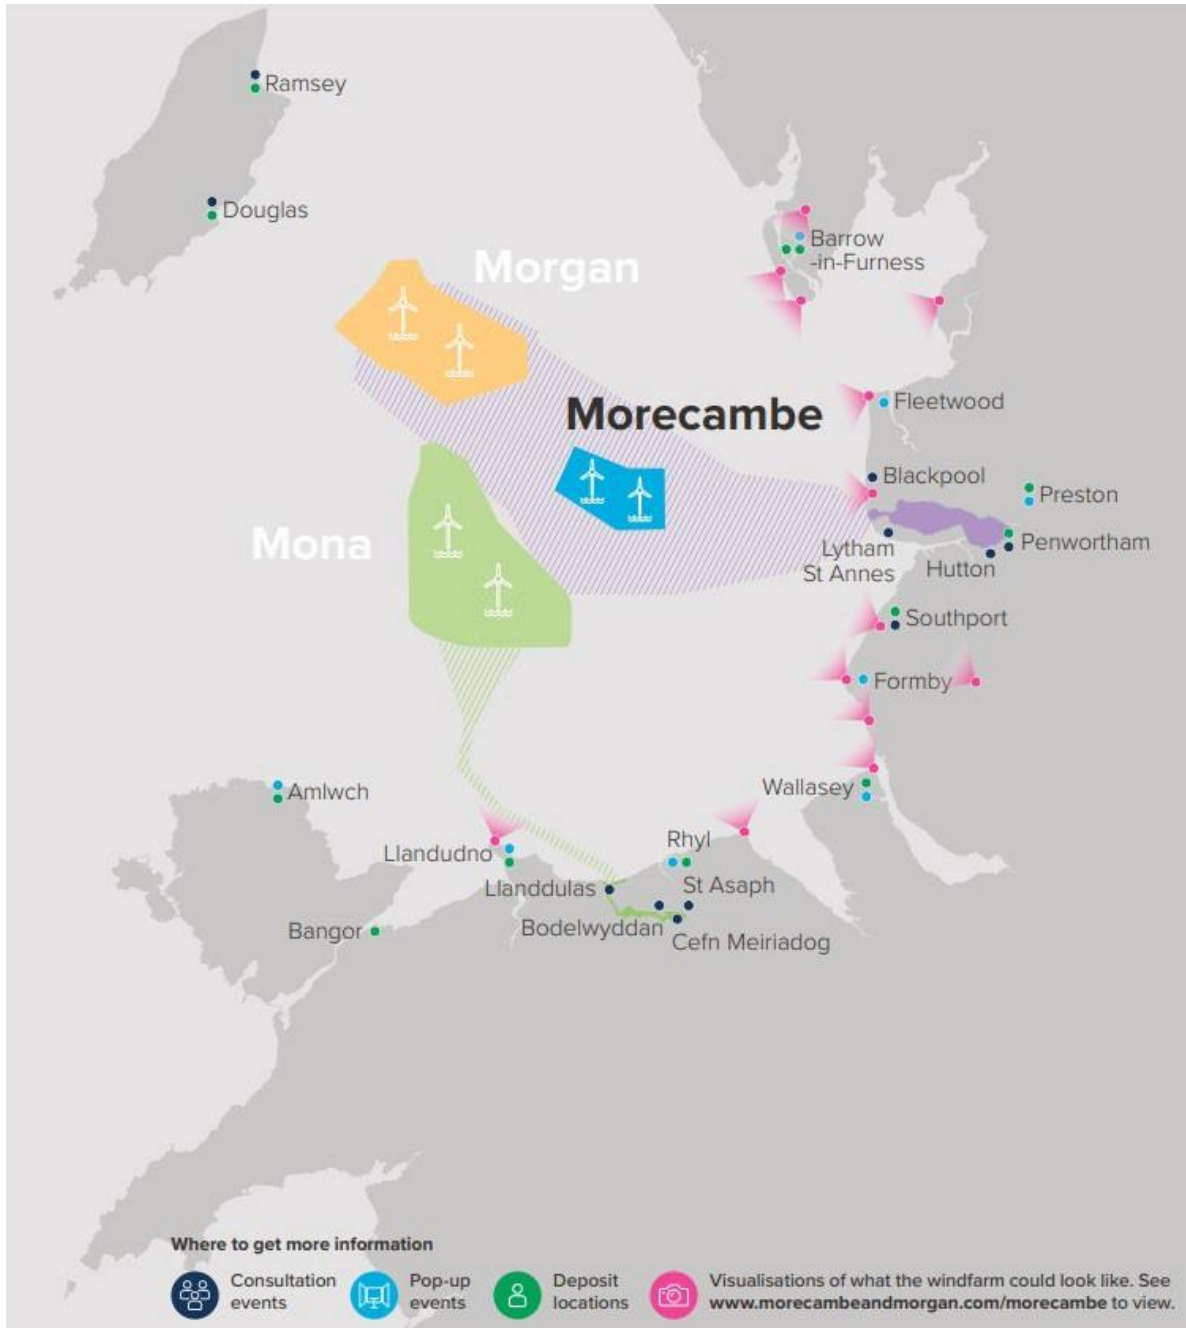 Ramsey
Douglas
Morgan
Barrow
-in-Furness
Morecambe
Fleetwood
Blackpool
Preston
Mona
Lytham
St Annes
Penwortham
Hutton
Southport
Formby
Wallasey
Amlwch
Rhyl
Llandudno
Llanddulas
St Asaph
Bodelwyddan
Bangor
Cefn Meiriadog
Where to get more information
Consultation
events
Pop-up
events
Deposit
locations
Visualisations of what the windfarm could look like. See
www.morecambeandmorgan.com/morecambe to view.